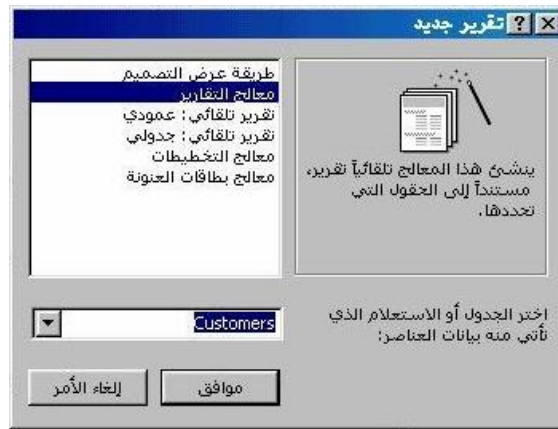 تقرير جديد
طريقة عرض التصميم
معالج التقارير
تقرير تلقائي: عمودي
تقرير تلقائي: جدولي
معالج التخطيطات
معالج بطاقات العنونة
ينشئ هذا المعالج تلقائياً تقرير،
مستنداً إلى الحقول التي
تحددها.
اختر الجدول أو الاستعلام الذي
تأتي منه بيانات العناصر:
Customers
موافق
إلغاء الأمر